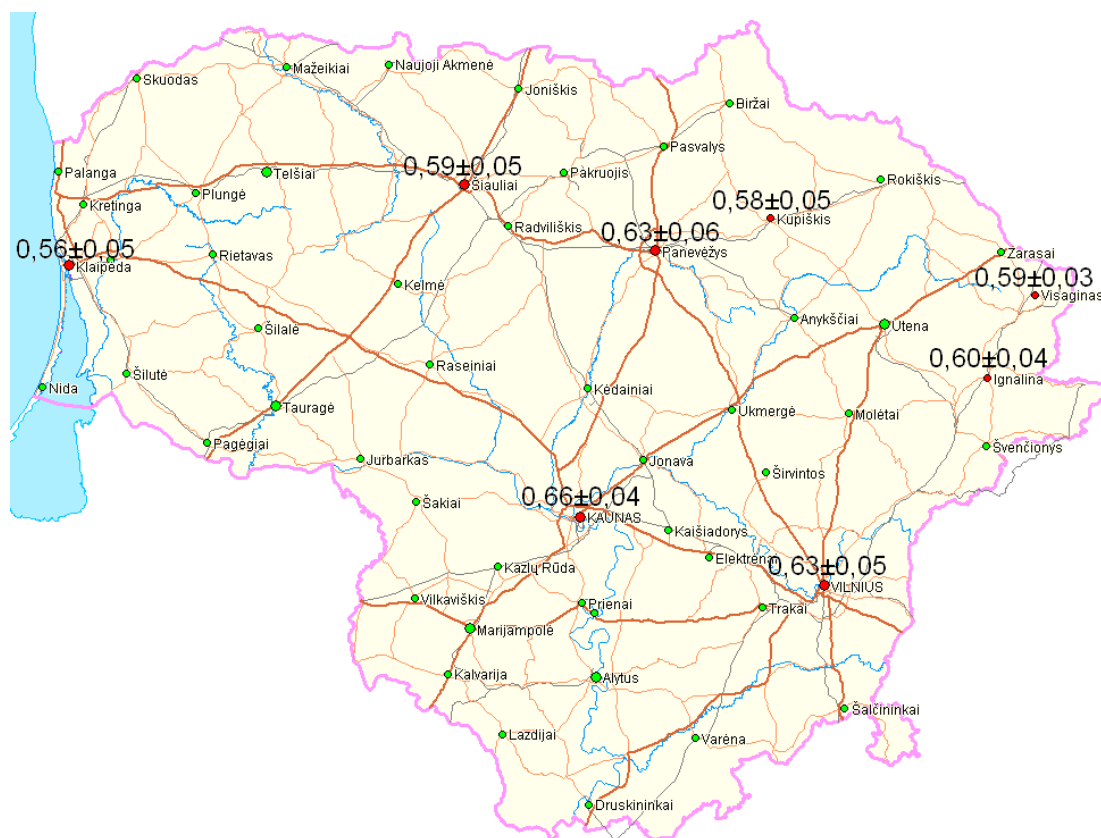 Mažeikiai
Naujoji Akmenė
Skuodas
Joniškis
Biržai
Pasvalys
0,59±0,05
Palanga
Telšiai
Šiauliai
Pakruojis
Rokiškis
Plungė
Kretinga
0,58±0,05
Kupiškis
Radviliškis
0,63±0,06
Panevėžys
0,56±0,05
Klaipėda
Rietavas
Zarasai
0,59±0,03
Visaginas
Kelmė
Anykščiai
Utena
Šilalė
0,60±0,04
Ignalina
Raseiniai
Šilutė
Nida
Kėdainiai
Tauragė
Ukmergė
Molėtai
Pagėgiai
Švenčionys
Jurbarkas
Jonava
Širvintos
0,66±0,04
Šakiai
KAUNAS
Kaišiadorys
Elektrėnai
0,63±0,05
VILNIUS
Kazlų Rūda
Vilkaviškis
Prienai
Trakai
Marijampolė
Kalvarija
Alytus
Šalčininkai
Lazdijai
Varėna
Druskininkai